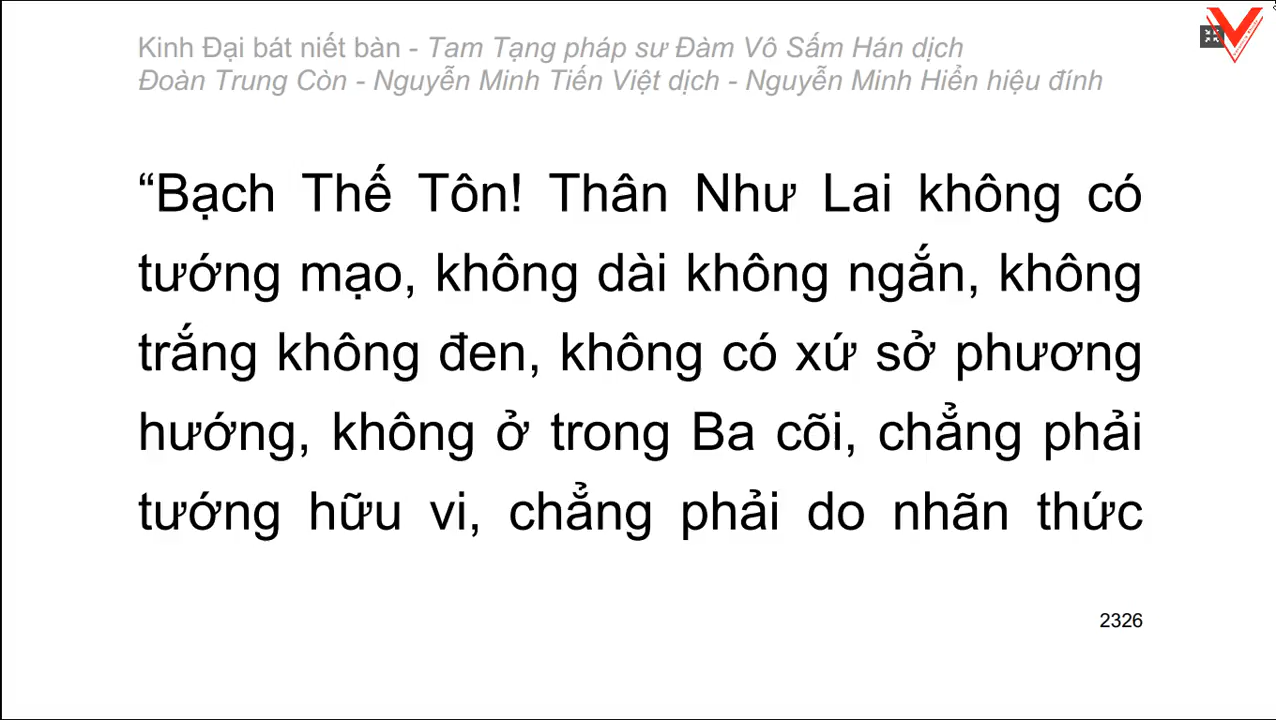 Kinh Đại bát niết bàn - Tam Tạng pháp sư Đàm Vô Sấm Hán dịch
Đoàn Trung Còn - Nguyễn Minh Tiến Việt dịch - Nguyễn Minh Hiển hiệu đính
“Bạch Thế Tôn! Thân Như Lai không có
tướng mạo, không dài không ngắn, không
trắng không đen, không có xứ sở phương
hướng, không ở trong Ba cõi, chẳng phải
tướng hữu vi, chẳng phải do nhãn thức
2326